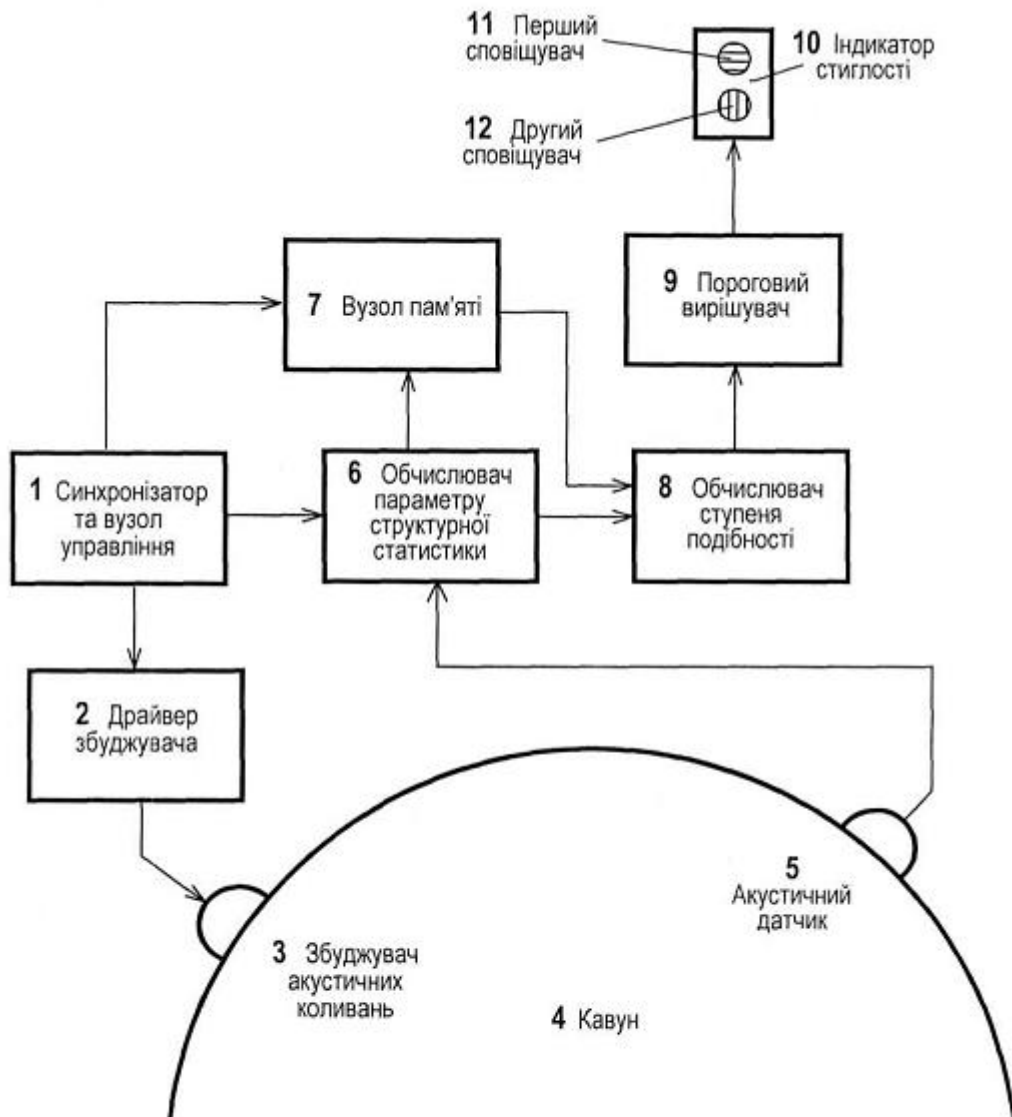 11 Перший
сповіщувач
10 Індикатор
стиглості
12 Другий
сповіщувач
7 Вузол пам'яті
9 Пороговий
вирішувач
1 Синхронізатор
та вузол
управління
6 Обчислювач
параметру
структурної
статистики
8 Обчислювач
ступеня
подібності
2 Драйвер
збуджувача
5
Акустичний
датчик
3 Збуджувач
акустичних
коливань
4 Кавун